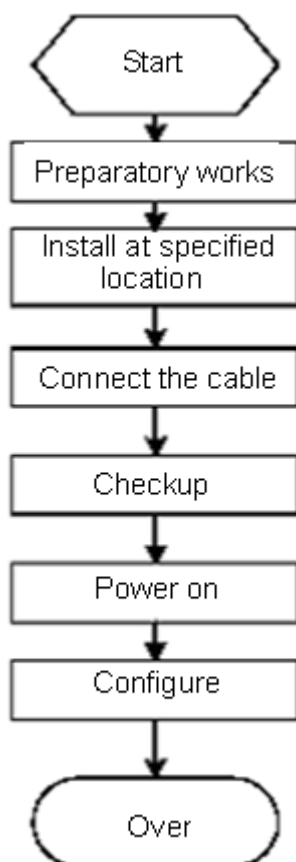 Start
Preparatory works
Install at specified
location
Connect the cable
Checkup
Power on
Configure
Over